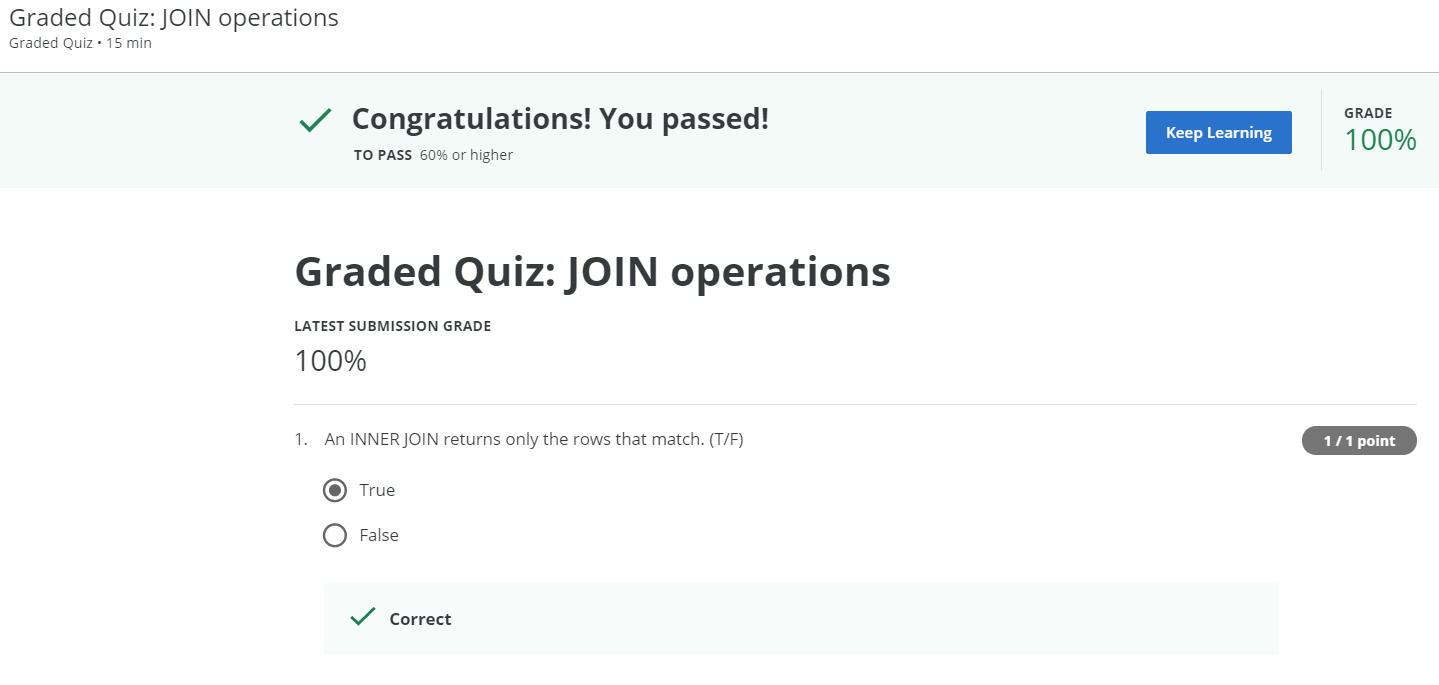 Graded Quiz: JOIN operations
Graded Quiz • 15 min
Congratulations! You passed!
TO PASS 60% or higher
Keep Learning
GRADE
100%
Graded Quiz: JOIN operations
LATEST SUBMISSION GRADE
100%
1. An INNER JOIN returns only the rows that match. (T/F)
1 / 1 point
True
False
Correct